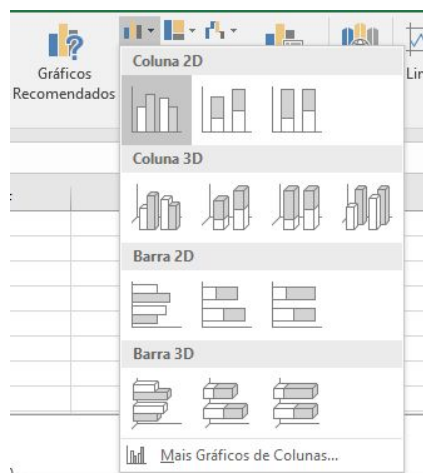 Gráficos
Recomendados
Coluna 2D
Coluna 3D
Barra 2D
Barra 3D
Mais Gráficos de Colunas...